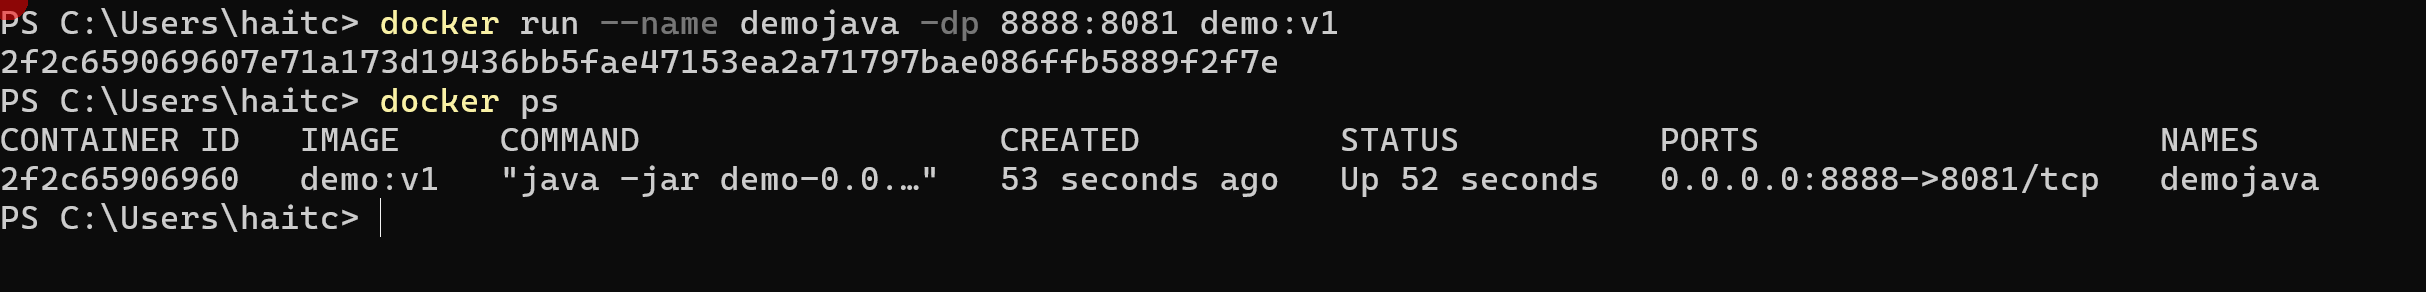 PS C:\Users\haitc> docker run --name demojava -dp 8888:8081 demo:v1
2f2c659069607e71a173d19436bb5fae47153ea2a71797bae086ffb5889f2f7e
PS C:\Users\haitc> docker ps
CONTAINER ID   IMAGE     COMMAND                  CREATED          STATUS          PORTS                    NAMES
2f2c65906960   demo:v1   "java -jar demo-0.0.…"   53 seconds ago   Up 52 seconds   0.0.0.0:8888->8081/tcp   demojava
PS C:\Users\haitc>